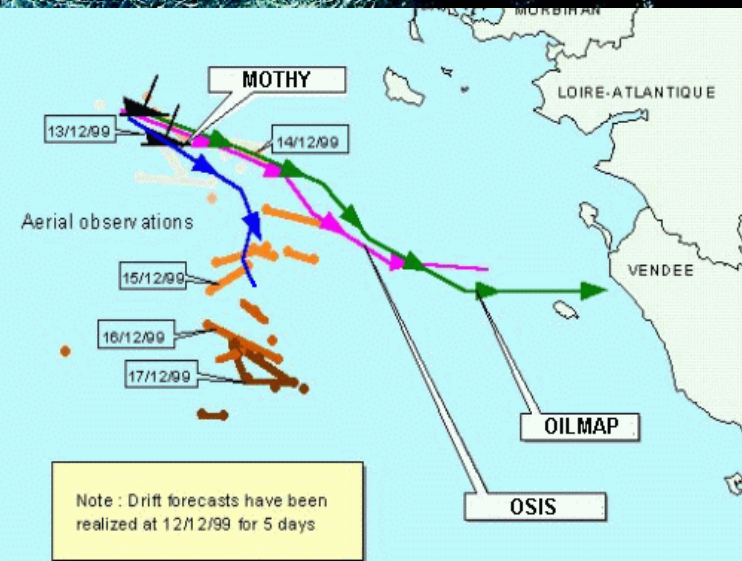 MORBIHAN
MOTHY
LOIRE-ATLANTIQUE
13/12/99
14/12/99
Aerial observations
VENDEE
15/12/99
16/12/99
17/12/99
OILMAP
Note : Drift forecasts have been
realized at 12/12/99 for 5 days
OSIS